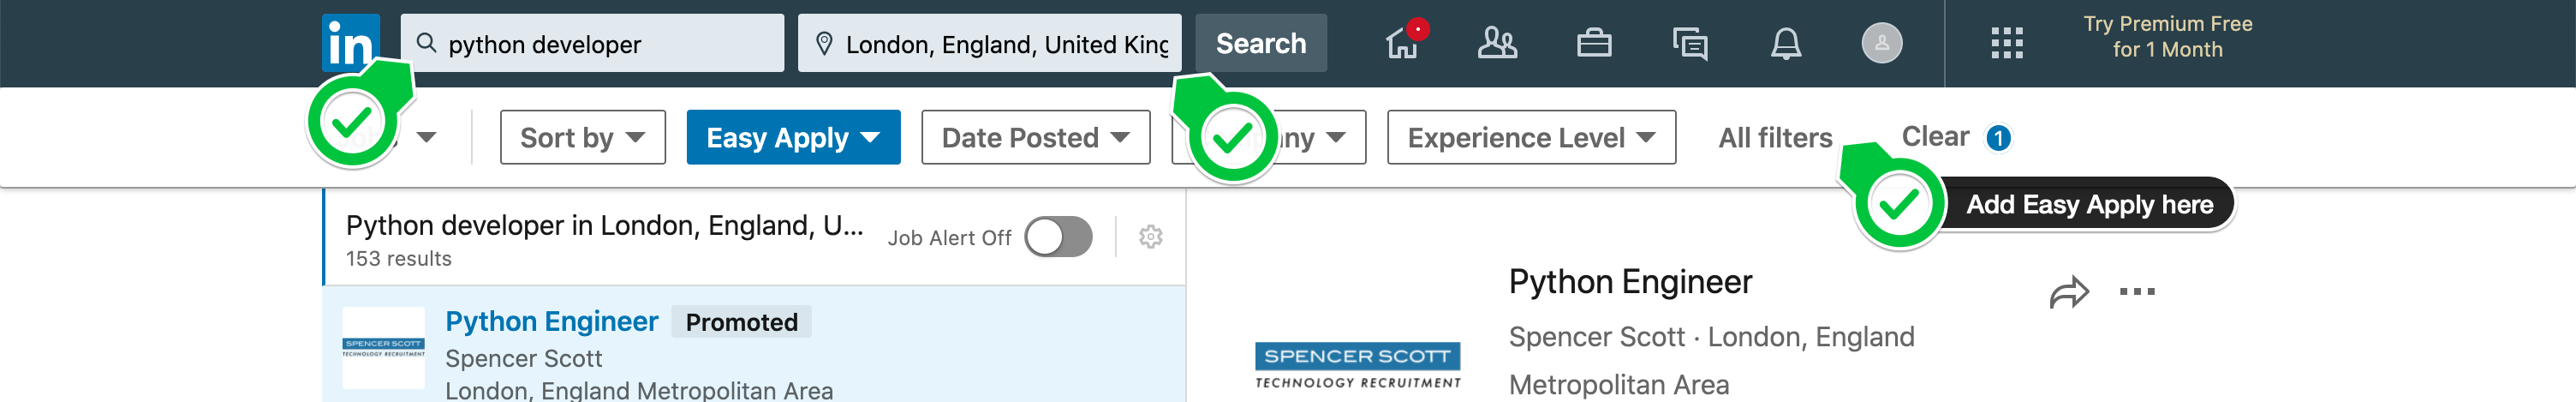 in
python developer
London, England, United King
Search
Try Premium Free
for 1 Month
Sort by
Easy Apply
Date Posted
Experience Level
All filters
Clear 1
Add Easy Apply here
Python developer in London, England, U...
153 results
Job Alert Off
Python Engineer
Promoted
SPENCER SCOTT
TECHNOLOGY RECRUITMENT
Spencer Scott
London, England Metropolitan Area
Python Engineer
SPENCER SCOTT
TECHNOLOGY RECRUITMENT
Spencer Scott · London, England
Metropolitan Area